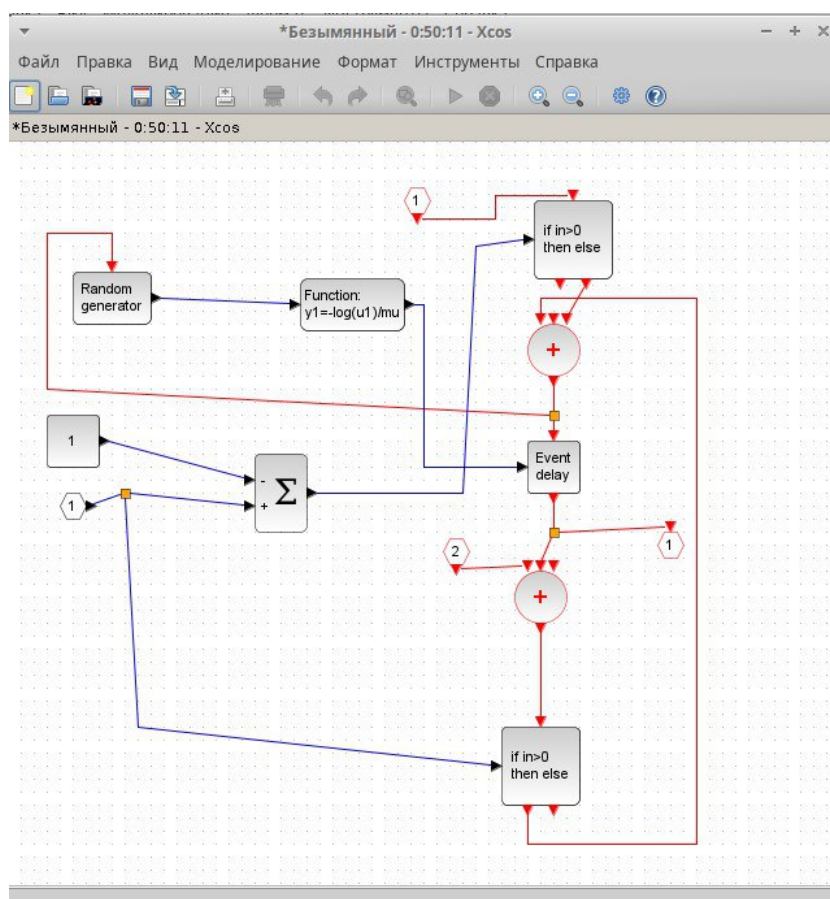 *Безымянный - 0:50:11 - Xcos
Файл Правка Вид Моделирование Формат Инструменты Справка
*Безымянный - 0:50:11 - Xcos
1
if in>0
then else
Random
generator
Function:
y1=-log(u1)/mu
+
1
Event
delay
- Σ
+
1
2
1
+
if in>0
then else